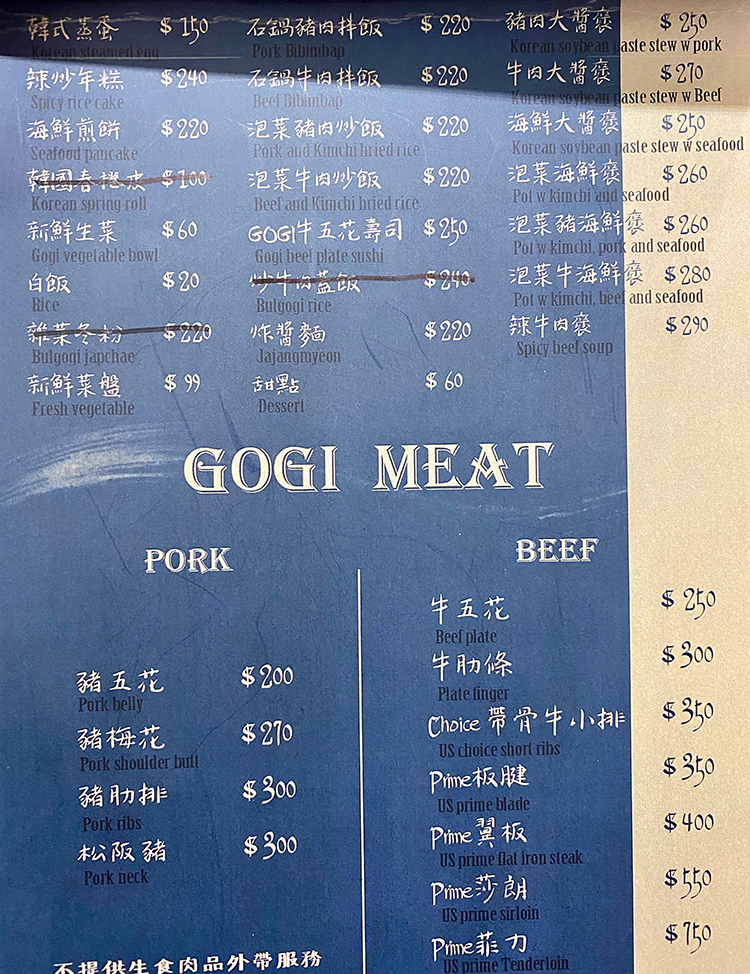 韓式蒸蛋 $150
Korean steamed egg
辣炒年糕 $240
Spicy rice cake
海鮮煎餅 $220
Seafood pancake
韓國春捲皮 $100
Korean spring roll
新鮮生菜 $60
Gogi vegetable bowl
白飯 $20
Rice
雜菜冬粉 $220
Bulgogi japchae
新鮮菜盤 $99
Fresh vegetable
石鍋豬肉拌飯 $220
Pork Bibimbap
石鍋牛肉拌飯 $220
Beef Bibimbap
泡菜豬肉炒飯 $220
Pork and Kimchi hried rice
泡菜牛肉炒飯 $220
Beef and Kimchi hried rice
GOGI牛五花壽司 $250
Gogi beef plate sushi
炒牛肉蓋飯 $240
Bulgogi rice
炸醬麵 $220
Jajangmyeon
甜點 $60
Dessert
豬肉大醬褒 $250
Korean soybean paste stew w pork
牛肉大醬褒 $270
Korean soybean paste stew w Beef
海鮮大醬褒 $250
Korean soybean paste stew w seafood
泡菜海鮮褒 $260
Pot w kimchi and seafood
泡菜豬海鮮褒 $260
Pot w kimchi, pork and seafood
泡菜牛海鮮褒 $280
Pot w kimchi, beef and seafood
辣牛肉褒 $290
Spicy beef soup
GOGI MEAT
PORK
豬五花 $200
Pork belly
豬梅花 $270
Pork shoulder butt
豬肋排 $300
Pork ribs
松阪豬 $300
Pork neck
不提供生食肉品外帶服務
BEEF
牛五花 $250
Beef plate
牛肋條 $300
Plate finger
Choice 帶骨牛小排 $350
US choice short ribs
Prime板腱 $350
US prime blade
Prime翼板 $400
US prime flat iron steak
Prime莎朗 $550
US prime sirloin
Prime菲力 $750
US prime Tenderloin